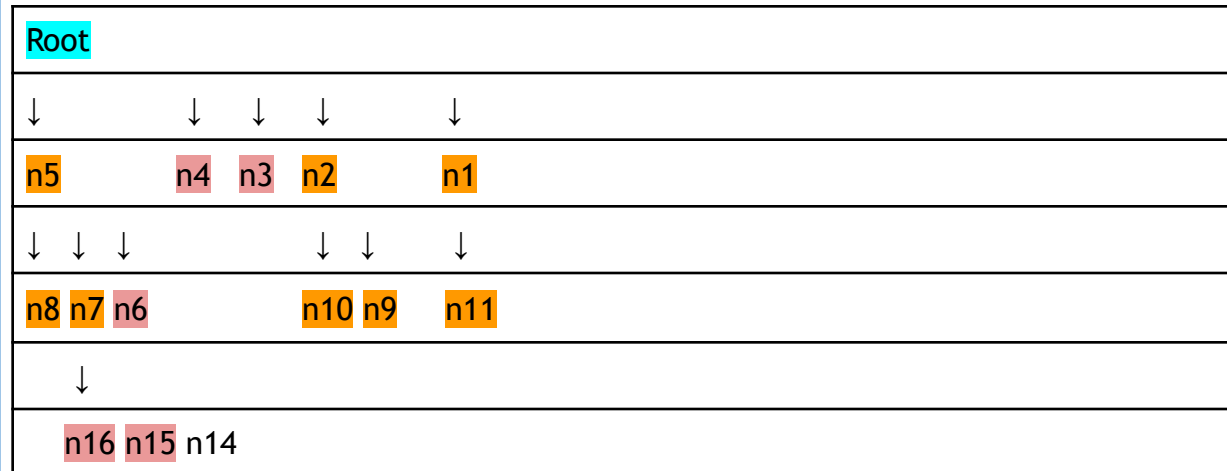 Root
↓ ↓ ↓ ↓ ↓
n5 n4 n3 n2 n1
↓ ↓ ↓ ↓ ↓ ↓
n8 n7 n6 n10 n9 n11
↓
n16 n15 n14